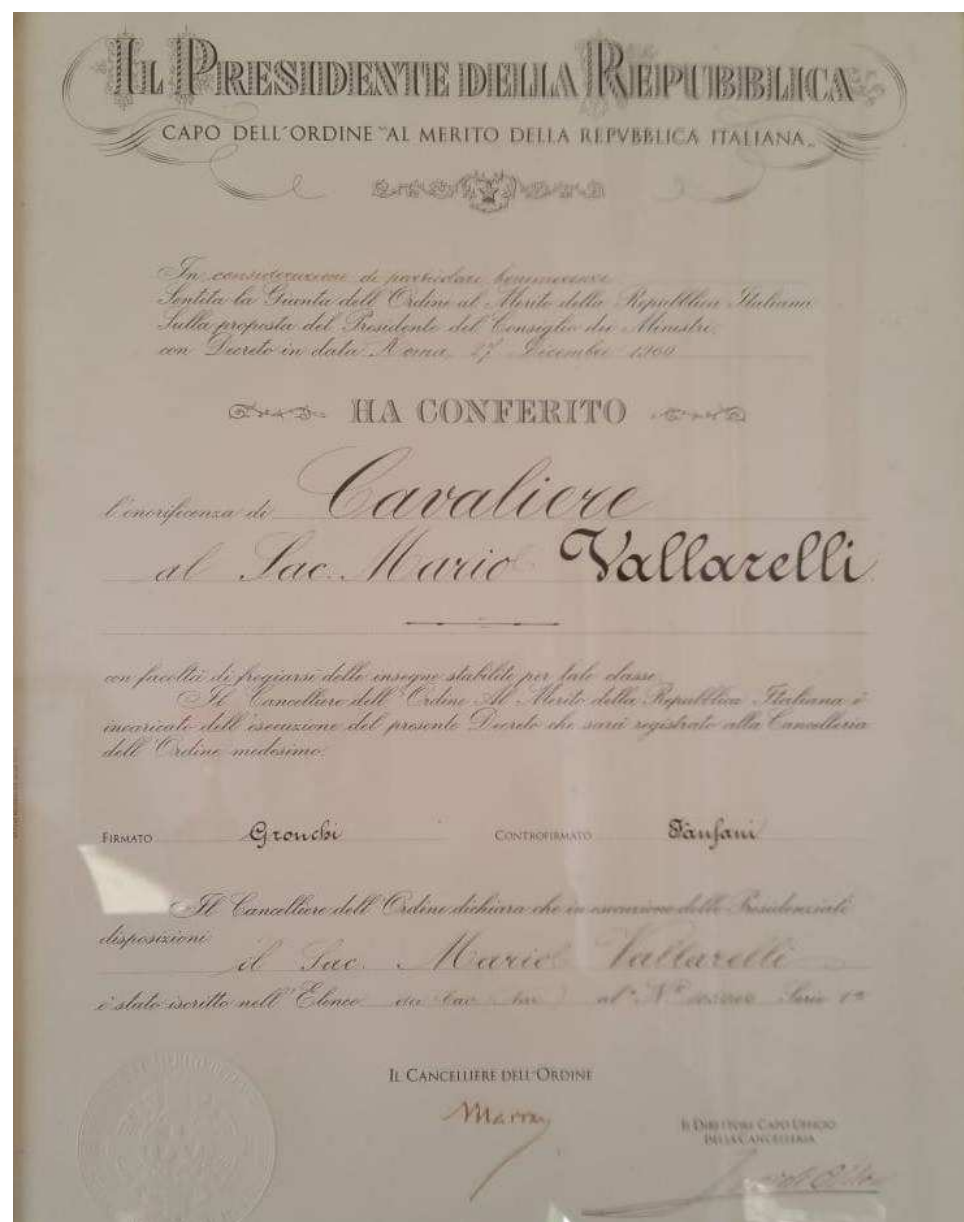 IL PRESIDENTE DELLA REPUBBLICA
CAPO DELL'ORDINE "AL MERITO DELLA REPVBBLICA ITALIANA„
In considerazione di particolari benemerenze
Sentita la Giunta dell'Ordine al Merito della Repubblica Italiana
Sulla proposta del Presidente del Consiglio dei Ministri;
con Decreto in data Roma, 27 Dicembre 1960
HA CONFERITO
l'onorificenza di Cavaliere
al Sac. Mario Vallarelli
con facoltà di fregiarsi delle insegne stabilite per tale classe.
Il Cancelliere dell'Ordine Al Merito della Repubblica Italiana è
incaricato dell'esecuzione del presente Decreto che sarà registrato alla Cancelleria
dell'Ordine medesimo.
FIRMATO Gronchi CONTROFIRMATO Fanfani
Il Cancelliere dell'Ordine dichiara che in esecuzione delle Presidenziali
disposizioni
il Sac. Mario Vallarelli
è stato iscritto nell'Elenco dei Cav. al N° Serie 1ª
IL CANCELLIERE DELL'ORDINE
IL DIRETTORE CAPO UFFICIO
DELLA CANCELLERIA